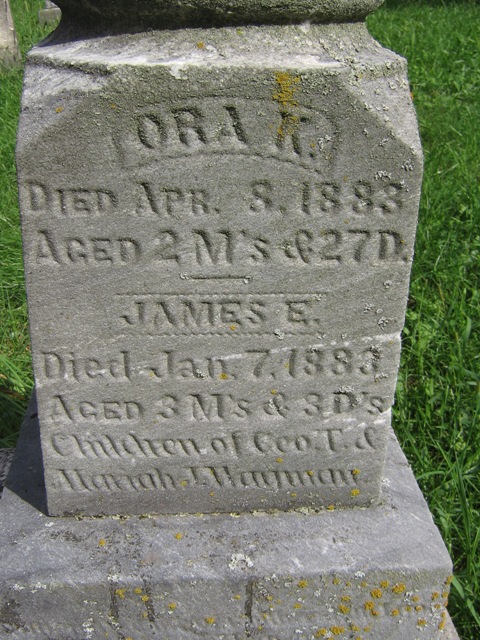 ORA K.
DIED APR. 8, 1883
AGED 2 M's & 27 D.
JAMES E.
Died Jan. 7, 1883
AGED 3 M's & 3 D's
Children of Geo. T. &
Mariah J. Wayman